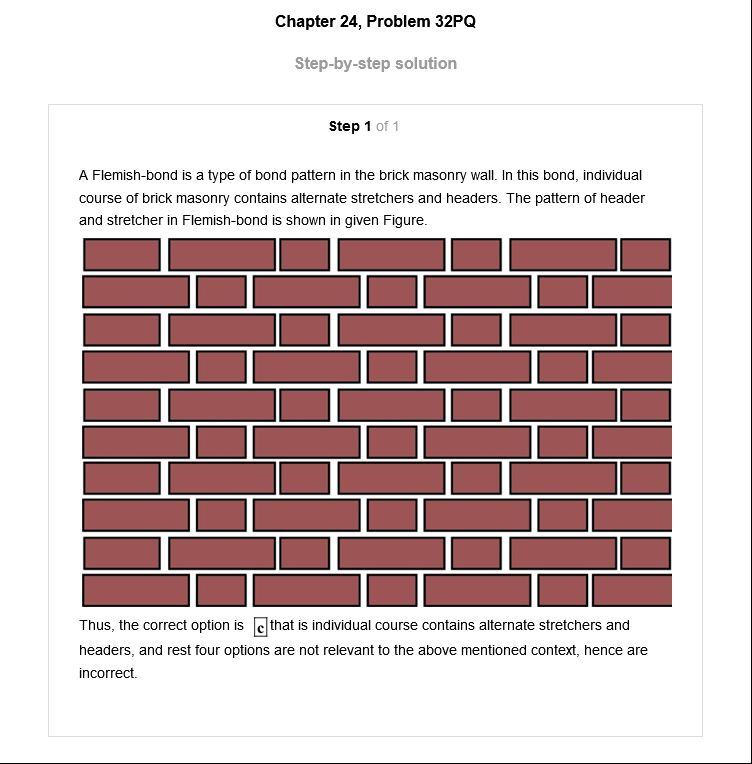 Chapter 24, Problem 32PQ
Step-by-step solution
Step 1 of 1
A Flemish-bond is a type of bond pattern in the brick masonry wall. In this bond, individual
course of brick masonry contains alternate stretchers and headers. The pattern of header
and stretcher in Flemish-bond is shown in given Figure.
Thus, the correct option is c that is individual course contains alternate stretchers and
headers, and rest four options are not relevant to the above mentioned context, hence are
incorrect.